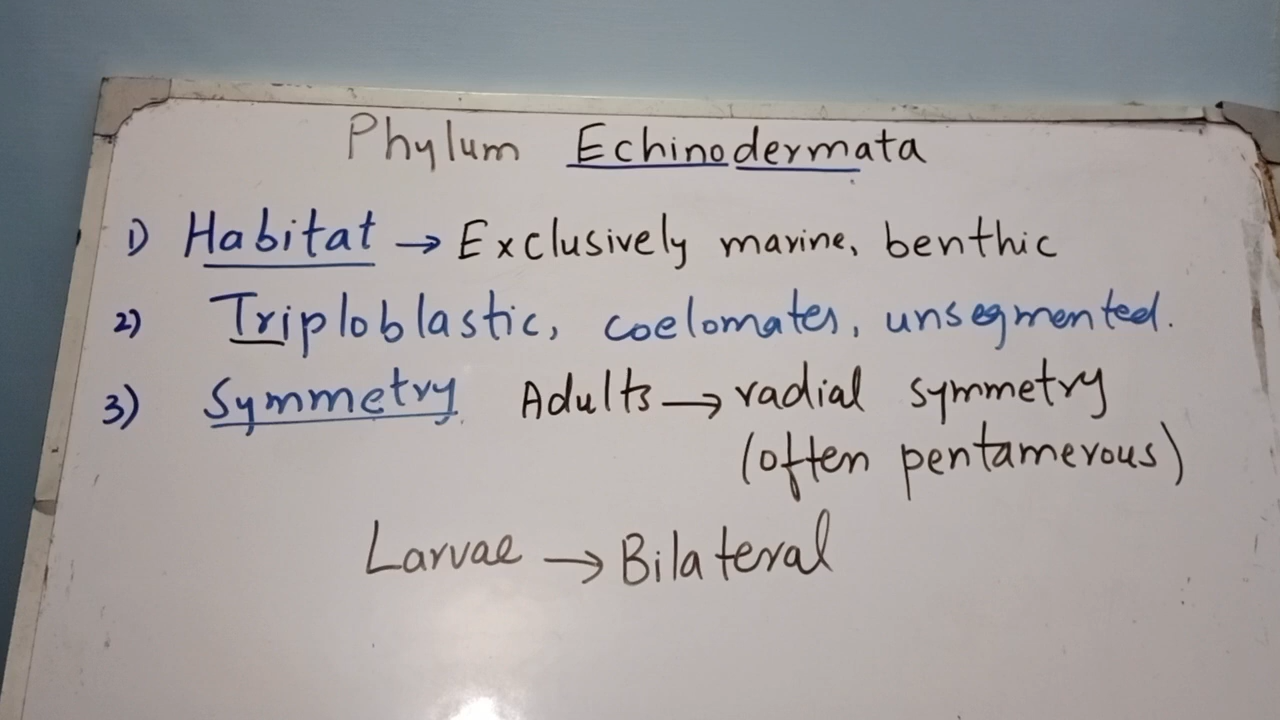 Phylum Echinodermata
1) Habitat → Exclusively marine, benthic
2) Triploblastic, coelomates, unsegmented.
3) Symmetry Adults → radial symmetry
(often pentamerous)
Larvae → Bilateral